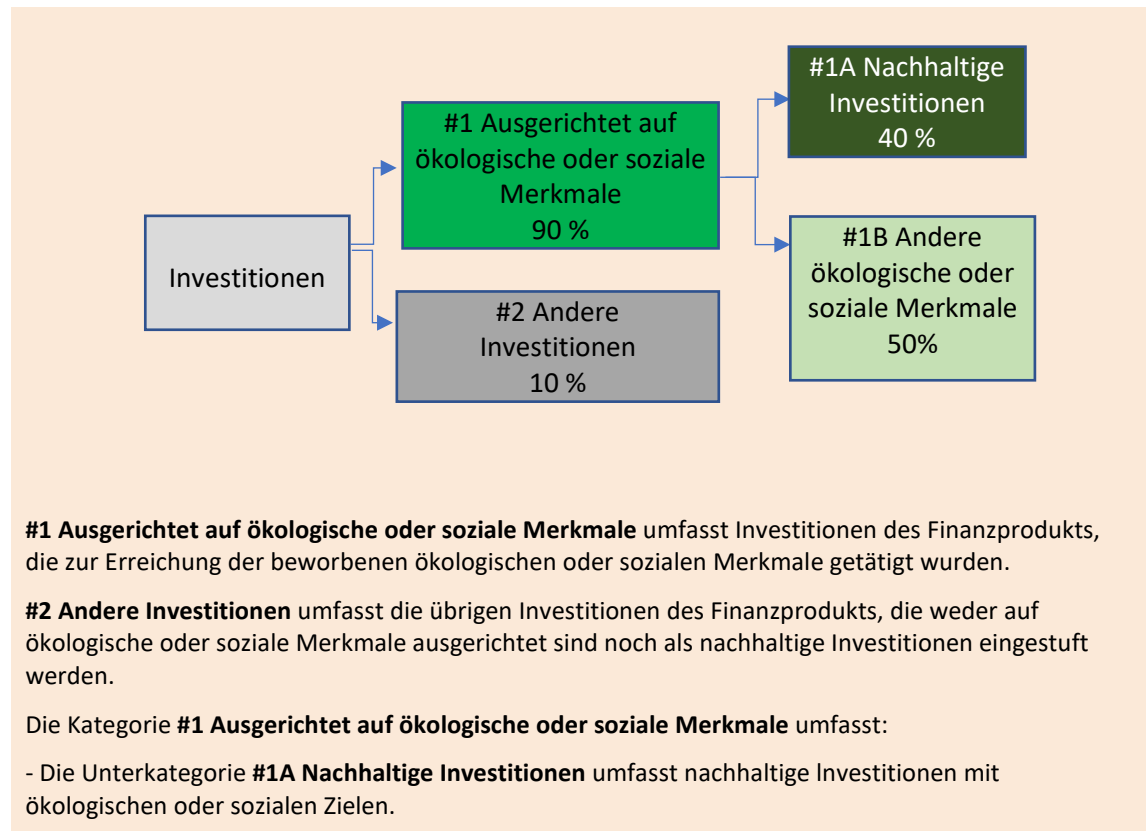 #1A Nachhaltige
Investitionen
40 %
#1 Ausgerichtet auf
ökologische oder soziale
Merkmale
90 %
#1B Andere
ökologische oder
soziale Merkmale
50%
Investitionen
#2 Andere
Investitionen
10 %
#1 Ausgerichtet auf ökologische oder soziale Merkmale umfasst Investitionen des Finanzprodukts,
die zur Erreichung der beworbenen ökologischen oder sozialen Merkmale getätigt wurden.
#2 Andere Investitionen umfasst die übrigen Investitionen des Finanzprodukts, die weder auf
ökologische oder soziale Merkmale ausgerichtet sind noch als nachhaltige Investitionen eingestuft
werden.
Die Kategorie #1 Ausgerichtet auf ökologische oder soziale Merkmale umfasst:
- Die Unterkategorie #1A Nachhaltige Investitionen umfasst nachhaltige lnvestitionen mit
ökologischen oder sozialen Zielen.